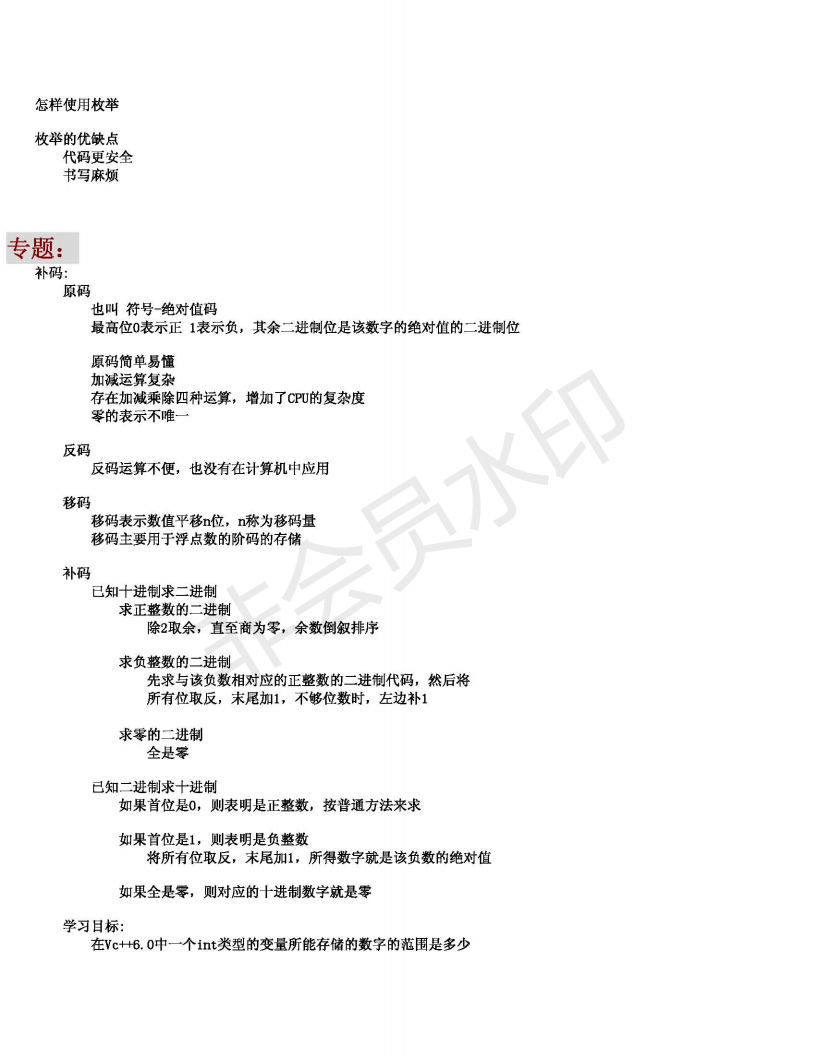 怎样使用枚举
枚举的优缺点
代码更安全
书写麻烦
专题：
补码:
原码
也叫 符号-绝对值码
最高位0表示正 1表示负，其余二进制位是该数字的绝对值的二进制位
原码简单易懂
加减运算复杂
存在加减乘除四种运算，增加了CPU的复杂度
零的表示不唯一
反码
反码运算不便，也没有在计算机中应用
移码
移码表示数值平移n位，n称为移码量
移码主要用于浮点数的阶码的存储
补码
已知十进制求二进制
求正整数的二进制
除2取余，直至商为零，余数倒叙排序
求负整数的二进制
先求与该负数相对应的正整数的二进制代码，然后将
所有位取反，末尾加1，不够位数时，左边补1
求零的二进制
全是零
已知二进制求十进制
如果首位是0，则表明是正整数，按普通方法来求
如果首位是1，则表明是负整数
将所有位取反，末尾加1，所得数字就是该负数的绝对值
如果全是零，则对应的十进制数字就是零
学习目标:
在Vc++6.0中一个int类型的变量所能存储的数字的范围是多少
非会员水印